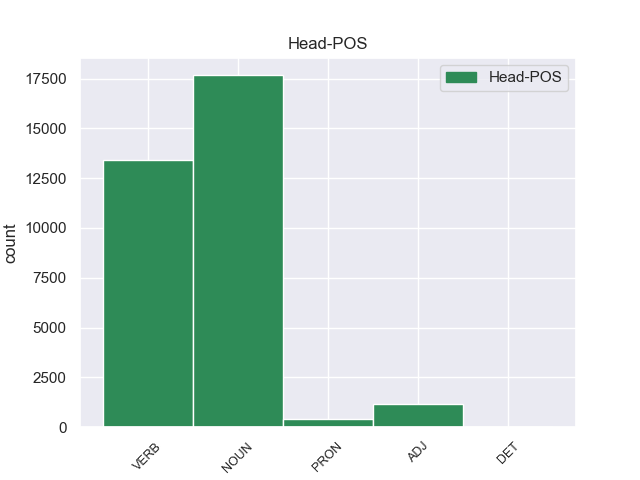 Head-POS
Head-POS
17500
15000
12500
10000
7500
5000
2500
0
count
VERB
NOUN
PRON
ADJ
DET